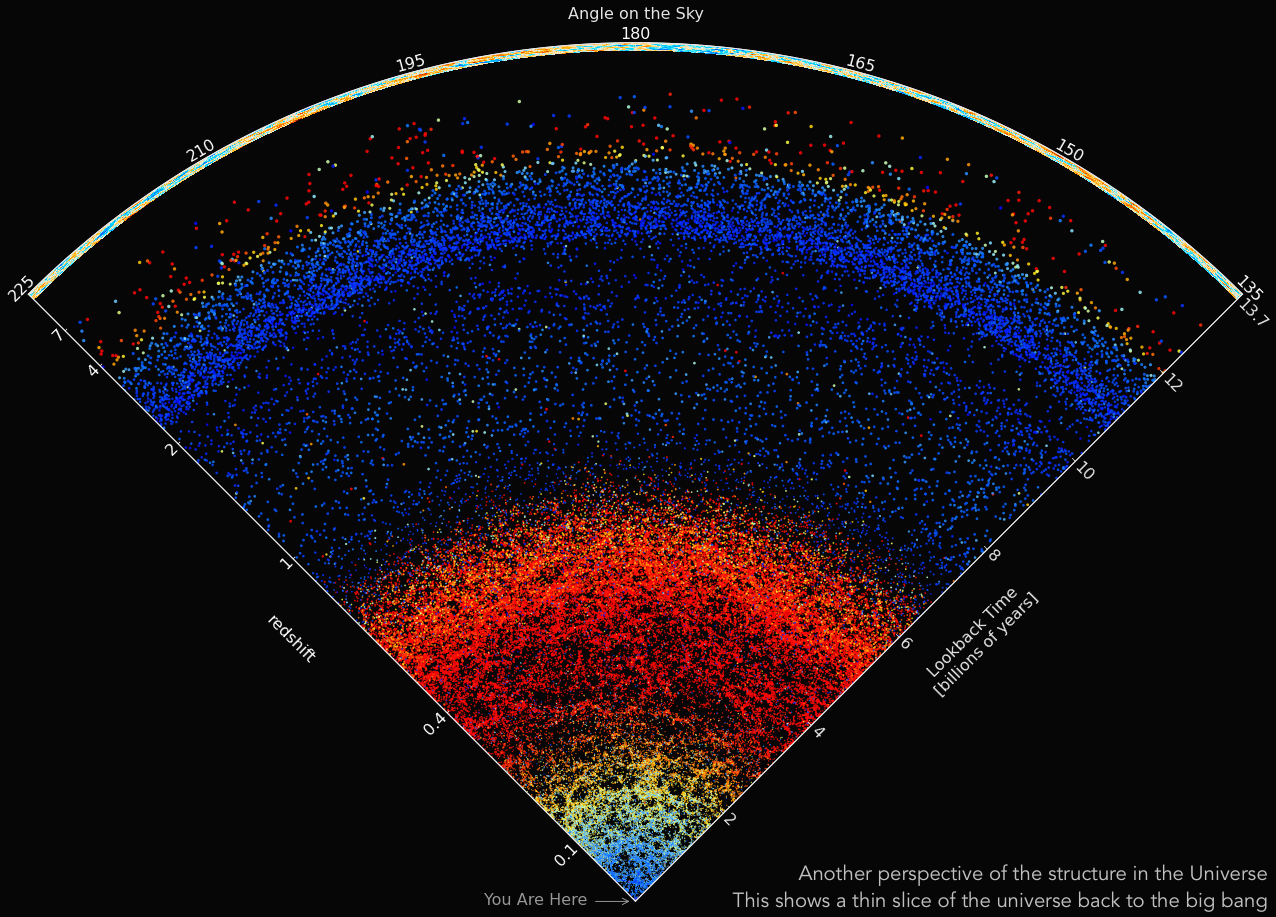 Angle on the Sky
180
195
165
210
150
225
135
13.7
7
4
12
2
10
1
8
redshift
Lookback Time
[billions of years]
6
0.4
4
2
0.1
Another perspective of the structure in the Universe
You Are Here
This shows a thin slice of the universe back to the big bang